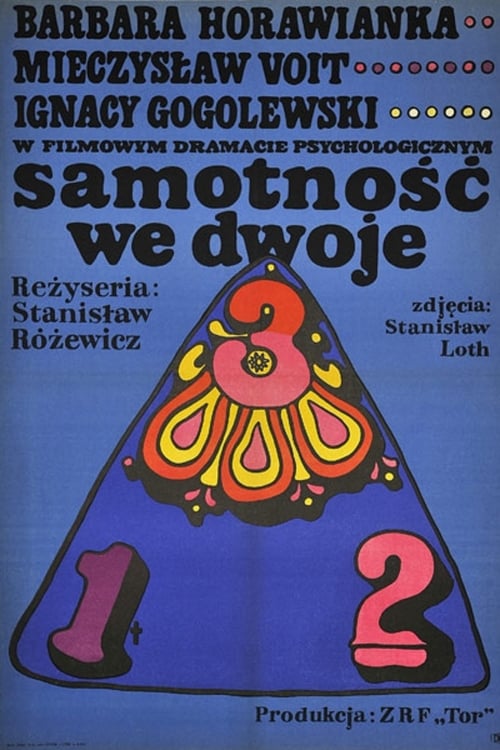 BARBARA HORAWIANKA
MIECZYSŁAW VOIT
IGNACY GOGOLEWSKI
W FILMOWYM DRAMACIE PSYCHOLOGICZNYM
samotność
we dwoje
Reżyseria:
Stanisław
Różewicz
zdjęcia:
Stanisław
Loth
3
1
2
Produkcja: ZRF „Tor”